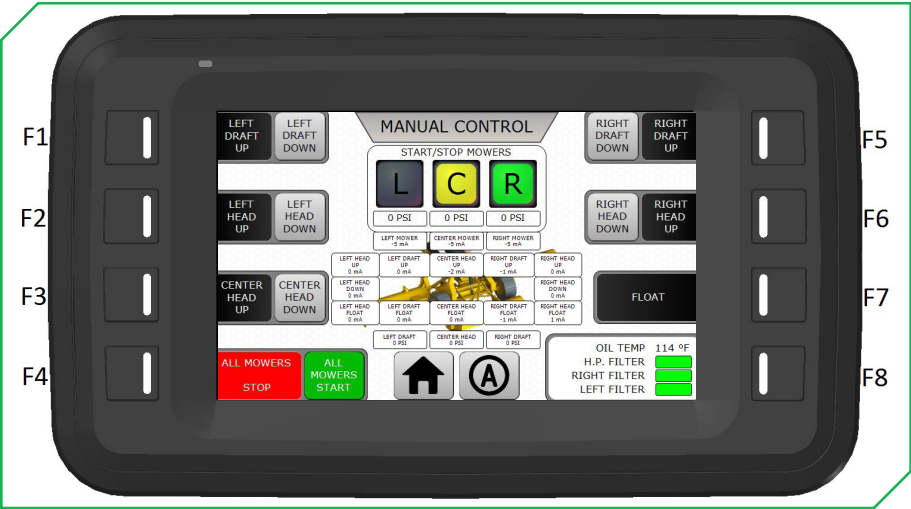 F1
F2
F3
F4
LEFT
DRAFT
UP
LEFT
DRAFT
DOWN
LEFT
HEAD
UP
LEFT
HEAD
DOWN
CENTER
HEAD
UP
CENTER
HEAD
DOWN
ALL MOWERS
STOP
ALL
MOWERS
START
MANUAL CONTROL
START/STOP MOWERS
L C R
0 PSI 0 PSI 0 PSI
LEFT MOWER
-5 mA
CENTER MOWER
-5 mA
RIGHT MOWER
-5 mA
LEFT HEAD
UP
0 mA
LEFT DRAFT
UP
0 mA
CENTER HEAD
UP
-2 mA
RIGHT DRAFT
UP
-1 mA
RIGHT HEAD
UP
0 mA
LEFT HEAD
DOWN
0 mA
RIGHT HEAD
DOWN
0 mA
LEFT HEAD
FLOAT
0 mA
LEFT DRAFT
FLOAT
0 mA
CENTER HEAD
FLOAT
0 mA
RIGHT DRAFT
FLOAT
-1 mA
RIGHT HEAD
FLOAT
1 mA
LEFT DRAFT
0 PSI
CENTER HEAD
0 PSI
RIGHT DRAFT
0 PSI
A
RIGHT
DRAFT
DOWN
RIGHT
DRAFT
UP
RIGHT
HEAD
DOWN
RIGHT
HEAD
UP
FLOAT
OIL TEMP 114 ºF
H.P. FILTER
RIGHT FILTER
LEFT FILTER
F5
F6
F7
F8